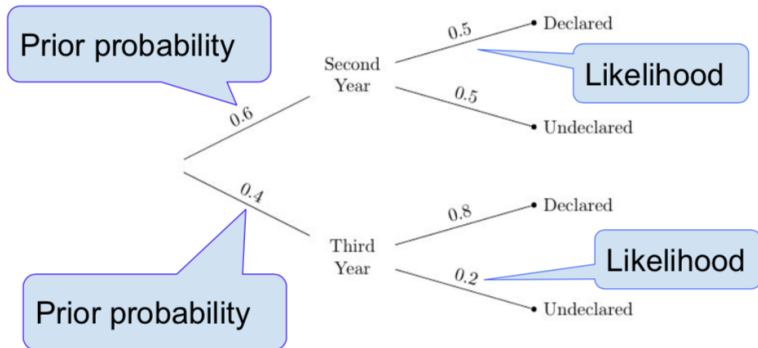 Prior probability
0.6
Second
Year
0.5
Declared
Likelihood
0.5
Undeclared
0.4
Prior probability
Third
Year
0.8
Declared
Likelihood
0.2
Undeclared